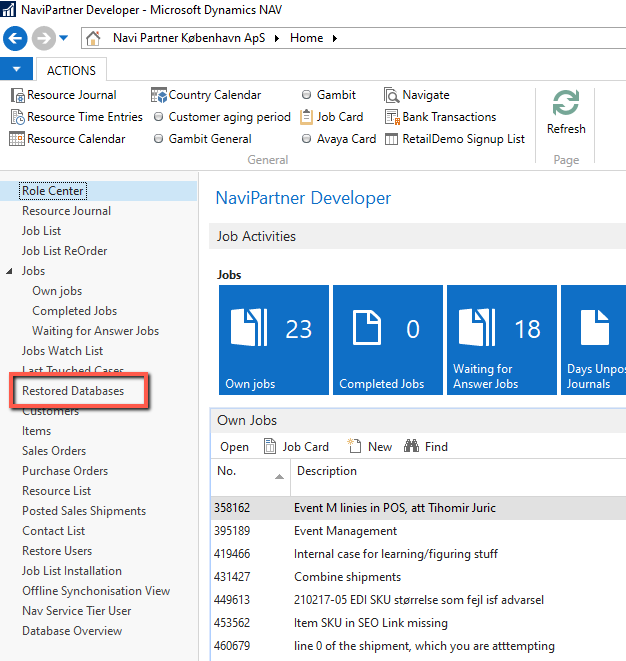 NaviPartner Developer - Microsoft Dynamics NAV
Navi Partner København ApS Home
ACTIONS
Resource Journal Country Calendar Gambit Navigate
Resource Time Entries Customer aging period Job Card Bank Transactions Refresh
Resource Calendar Gambit General Avaya Card RetailDemo Signup List
General Page
Role Center
Resource Journal
Job List
Job List ReOrder
Jobs
Own jobs
Completed Jobs
Waiting for Answer Jobs
Jobs Watch List
Last Touched Cases
Restored Databases
Customers
Items
Sales Orders
Purchase Orders
Resource List
Posted Sales Shipments
Contact List
Restore Users
Job List Installation
Offline Synchonisation View
Nav Service Tier User
Database Overview
NaviPartner Developer
Job Activities
Jobs
23 0 18
Own jobs Completed Jobs Waiting for Answer Jobs Days Unpos Journals
Own Jobs
Open Job Card New Find
No. Description
358162 Event M linies in POS, att Tihomir Juric
395189 Event Management
419466 Internal case for learning/figuring stuff
431427 Combine shipments
449613 210217-05 EDI SKU størrelse som fejl isf advarsel
453562 Item SKU in SEO Link missing
460679 line 0 of the shipment, which you are atttempting